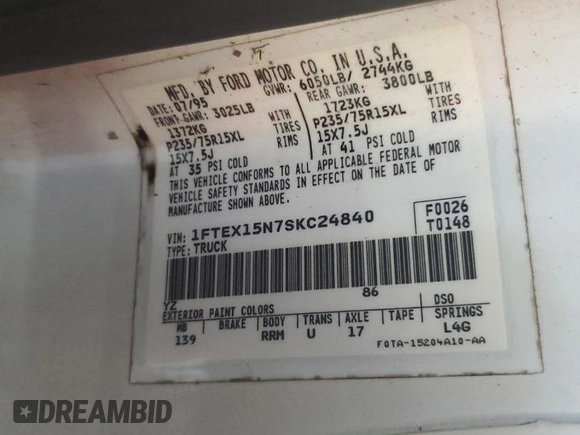 MFD. BY FORD MOTOR CO. IN U.S.A.
DATE: 07/95 GVWR: 6050LB/ 2744KG
FRONT GAWR: 3025LB REAR GAWR: 3800LB
1372KG WITH 1723KG WITH
P235/75R15XL TIRES P235/75R15XL TIRES
15X7.5J RIMS 15X7.5J RIMS
AT 35 PSI COLD AT 41 PSI COLD
THIS VEHICLE CONFORMS TO ALL APPLICABLE FEDERAL MOTOR
VEHICLE SAFETY STANDARDS IN EFFECT ON THE DATE OF
MANUFACTURE SHOWN ABOVE.
VIN: 1FTEX15N7SKC24840 F0026
TYPE: TRUCK T0148
YZ 86
EXTERIOR PAINT COLORS DSO
WB BRAKE BODY TRANS AXLE TAPE SPRINGS
139 RRM U 17 L4G
F0TA-15204A10-AA
DREAMBID